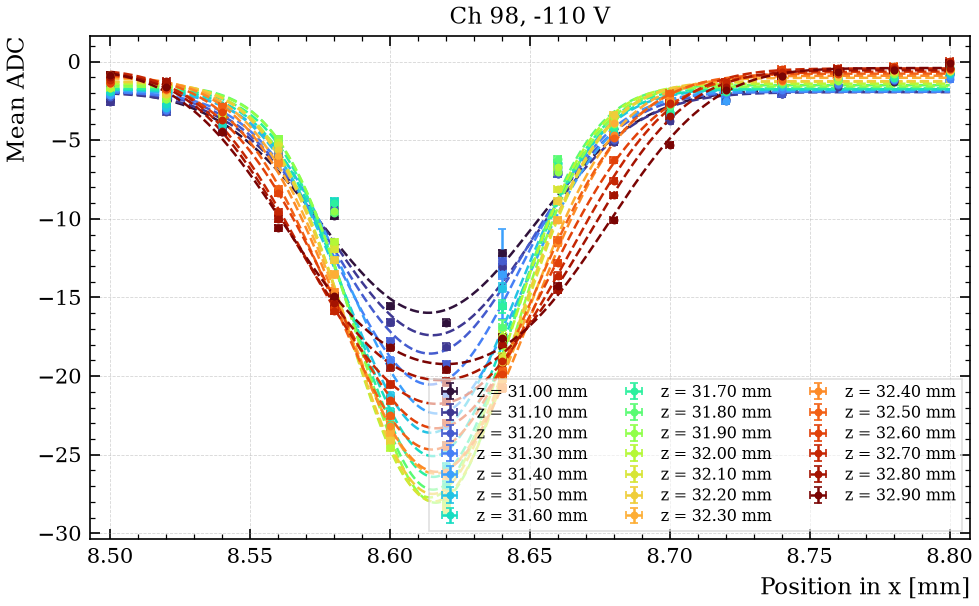 Ch 98, -110 V
Mean ADC
0
−5
−10
−15
−20
−25
−30
8.50 8.55 8.60 8.65 8.70 8.75 8.80
Position in x [mm]
z = 31.00 mm
z = 31.10 mm
z = 31.20 mm
z = 31.30 mm
z = 31.40 mm
z = 31.50 mm
z = 31.60 mm
z = 31.70 mm
z = 31.80 mm
z = 31.90 mm
z = 32.00 mm
z = 32.10 mm
z = 32.20 mm
z = 32.30 mm
z = 32.40 mm
z = 32.50 mm
z = 32.60 mm
z = 32.70 mm
z = 32.80 mm
z = 32.90 mm